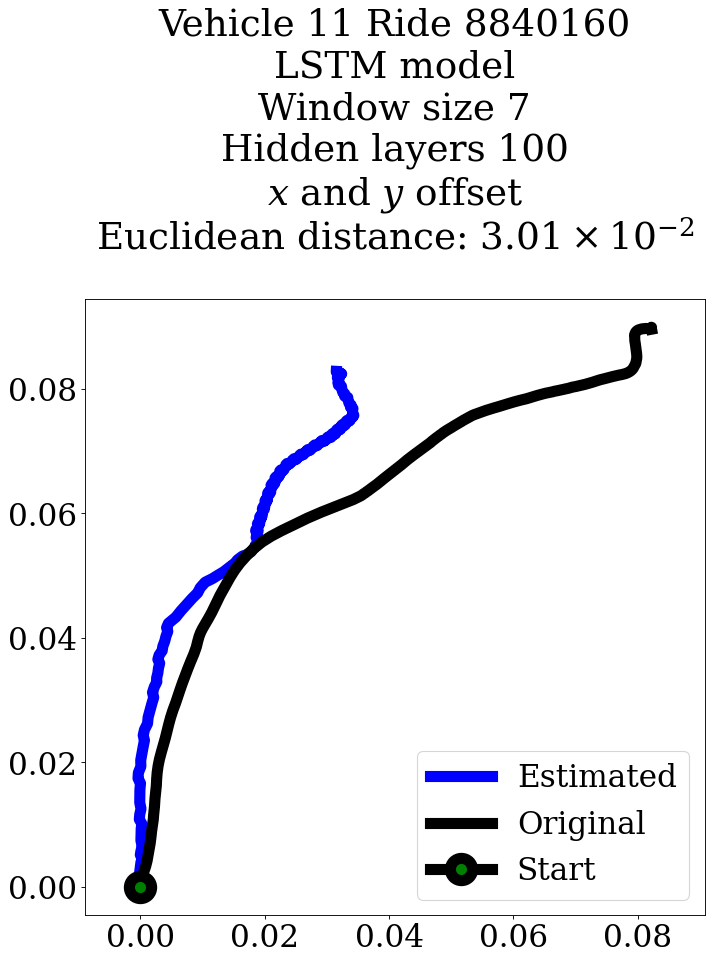 Vehicle 11 Ride 8840160
LSTM model
Window size 7
Hidden layers 100
x and y offset
Euclidean distance: 3.01 × 10⁻²
0.08
0.06
0.04
0.02
0.00
Estimated
Original
Start
0.00 0.02 0.04 0.06 0.08